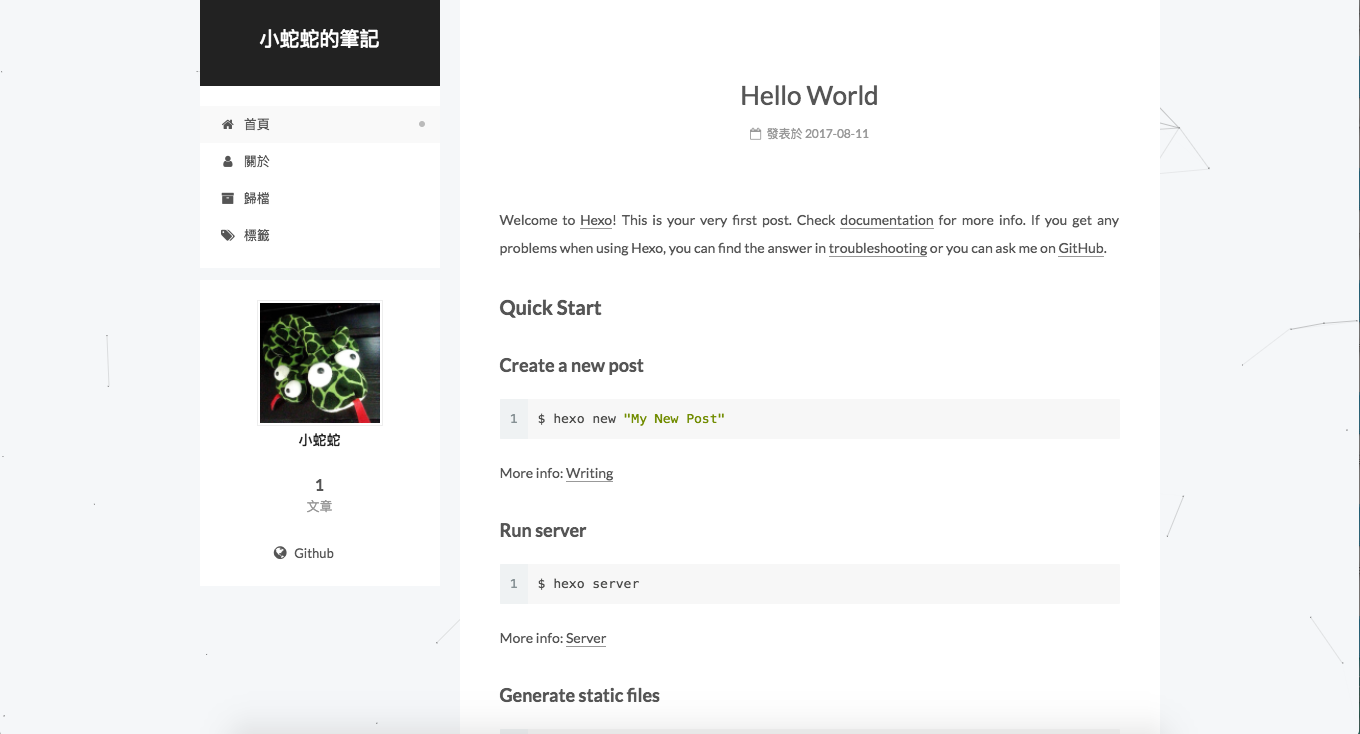 小蛇蛇的筆記
首頁
關於
歸檔
標籤
小蛇蛇
1
文章
Github
Hello World
發表於 2017-08-11
Welcome to Hexo! This is your very first post. Check documentation for more info. If you get any
problems when using Hexo, you can find the answer in troubleshooting or you can ask me on GitHub.
Quick Start
Create a new post
1 $ hexo new "My New Post"
More info: Writing
Run server
1 $ hexo server
More info: Server
Generate static files